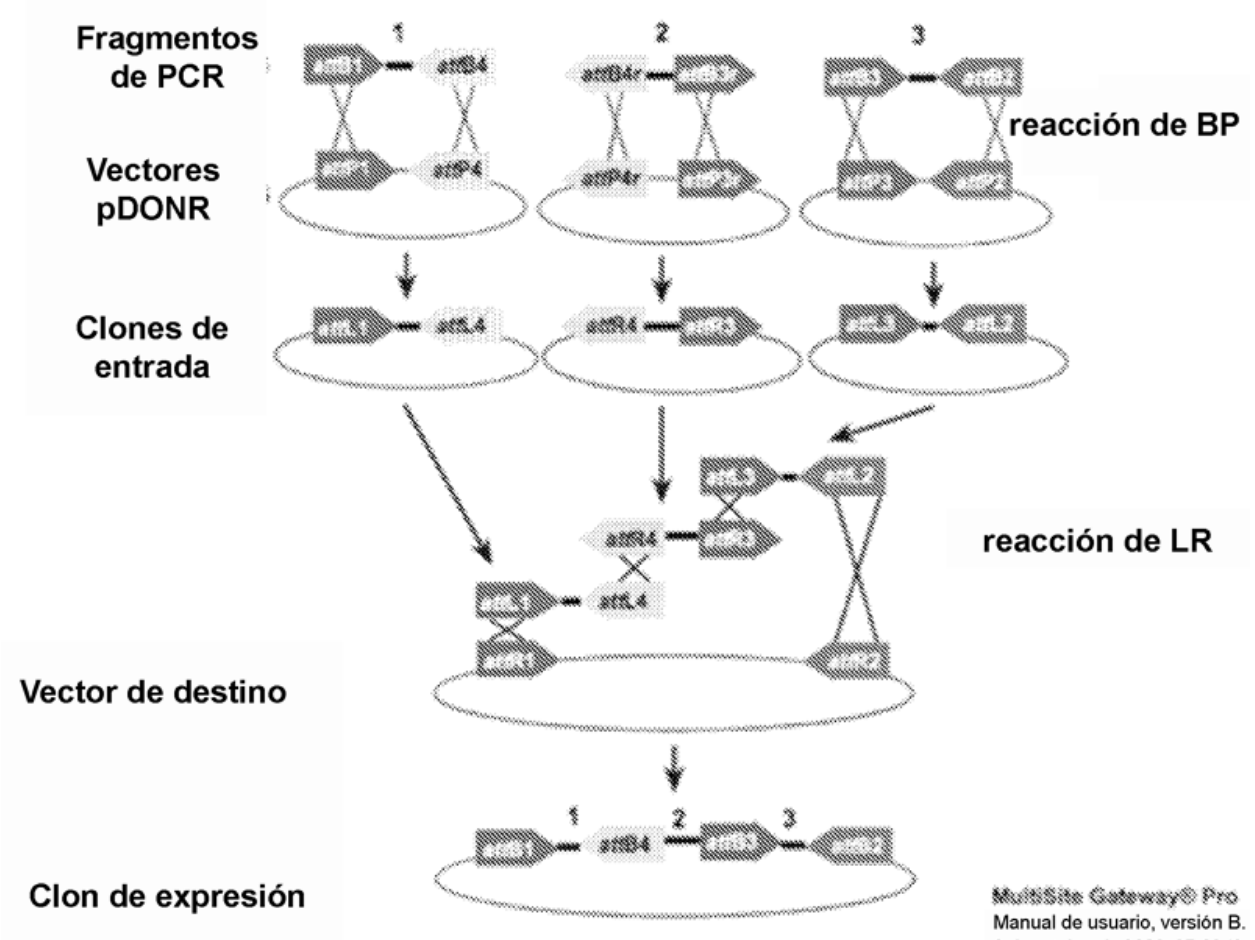 Fragmentos
de PCR
1
2
3
attB1
attB4
attB4r
attB3r
attB3
attB2
reacción de BP
Vectores
pDONR
attP1
attP4
attP4r
attP3r
attP3
attP2
Clones de
entrada
attL1
attL4
attR4
attR3
attL3
attL2
attL3
attL2
attR4
attR3
reacción de LR
attL1
attL4
attR1
attR2
Vector de destino
1
2
3
attB1
attB4
attB3
attB2
Clon de expresión
MultiSite Gateway® Pro
Manual de usuario, versión B.